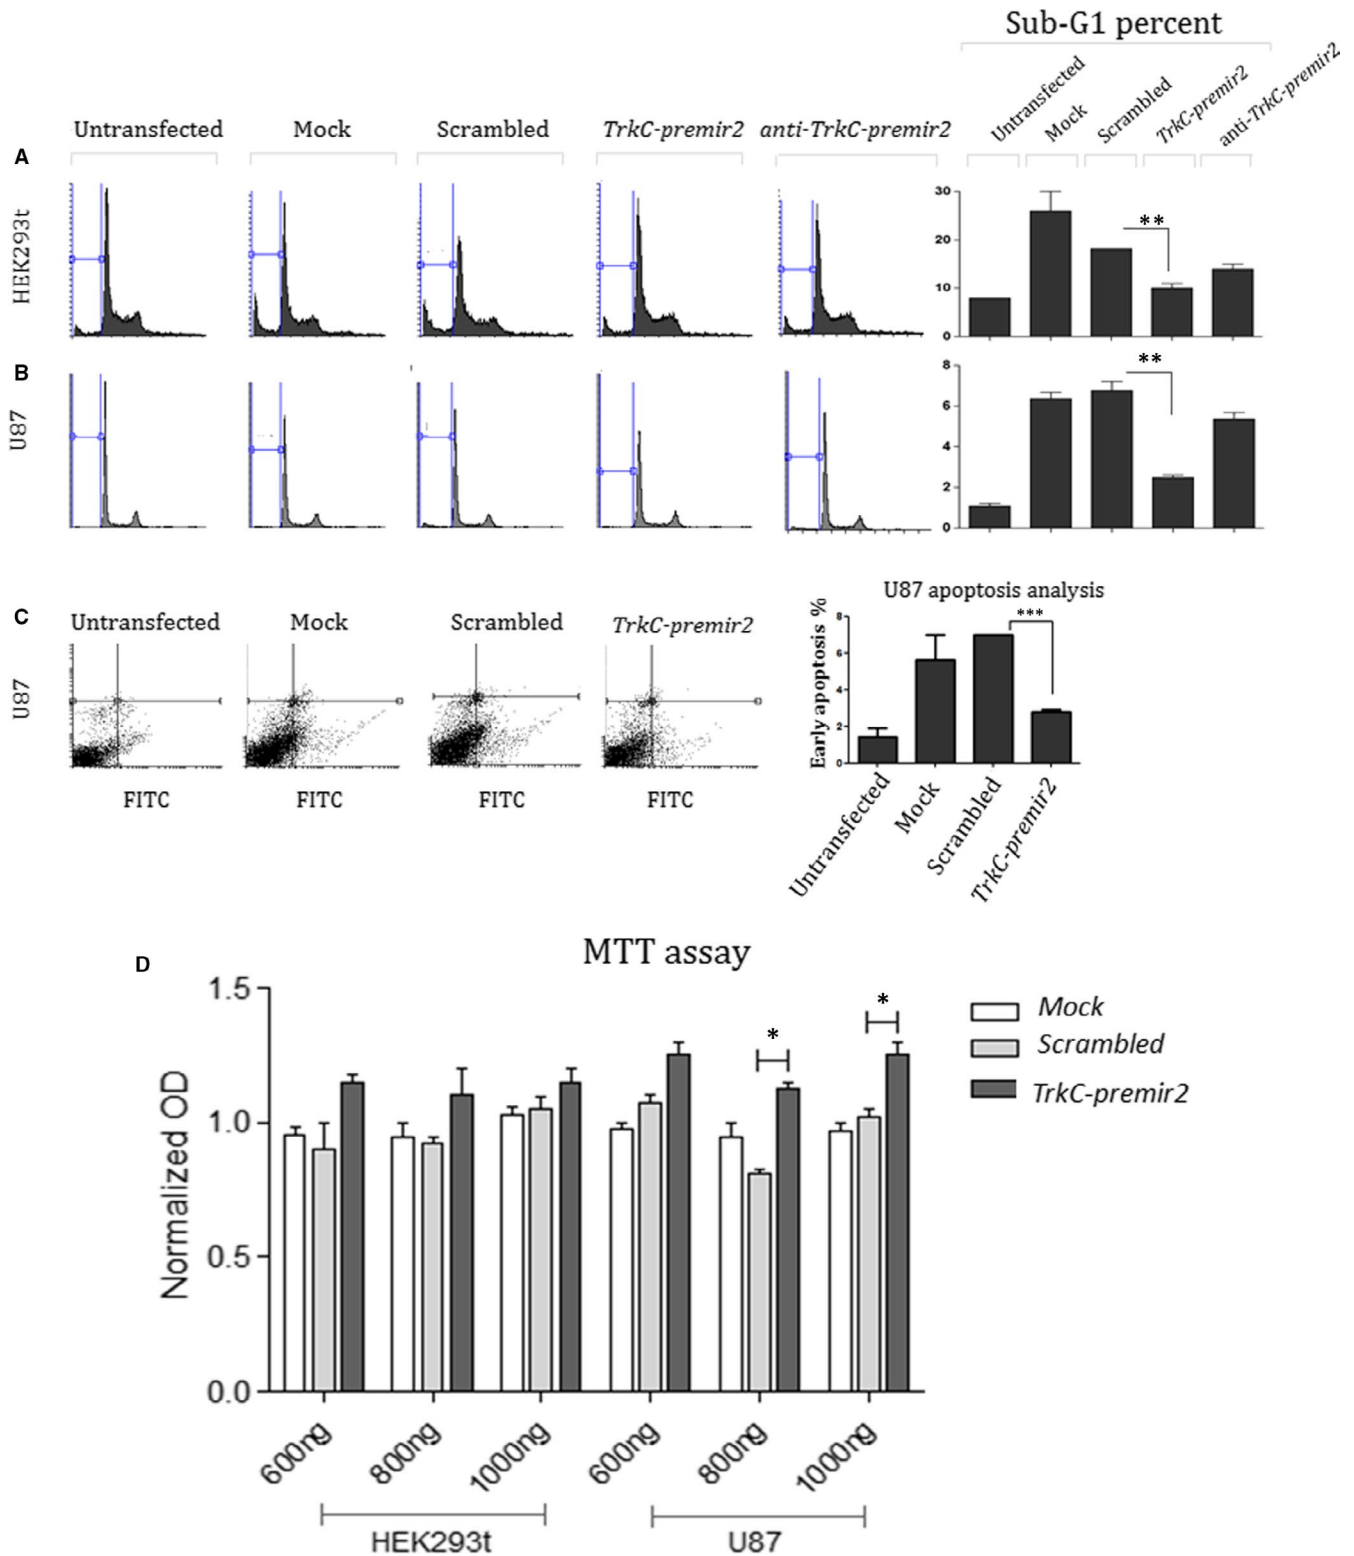 Sub-G1 percent
Untransfected
Mock
Scrambled
TrkC-premir2
anti-TrkC-premir2
Untransfected
Mock
Scrambled
TrkC-premir2
anti-TrkC-premir2
A
HEK293t
30
20
10
0
**
B
U87
8
6
4
2
0
**
C
U87
Untransfected
Mock
Scrambled
TrkC-premir2
FITC
FITC
FITC
FITC
U87 apoptosis analysis
Early apoptosis %
8
6
4
2
0
***
Untransfected
Mock
Scrambled
TrkC-premir2
D
MTT assay
Normalized OD
1.5
1.0
0.5
0.0
*
*
Mock
Scrambled
TrkC-premir2
600ng
800ng
1000ng
600ng
800ng
1000ng
HEK293t
U87